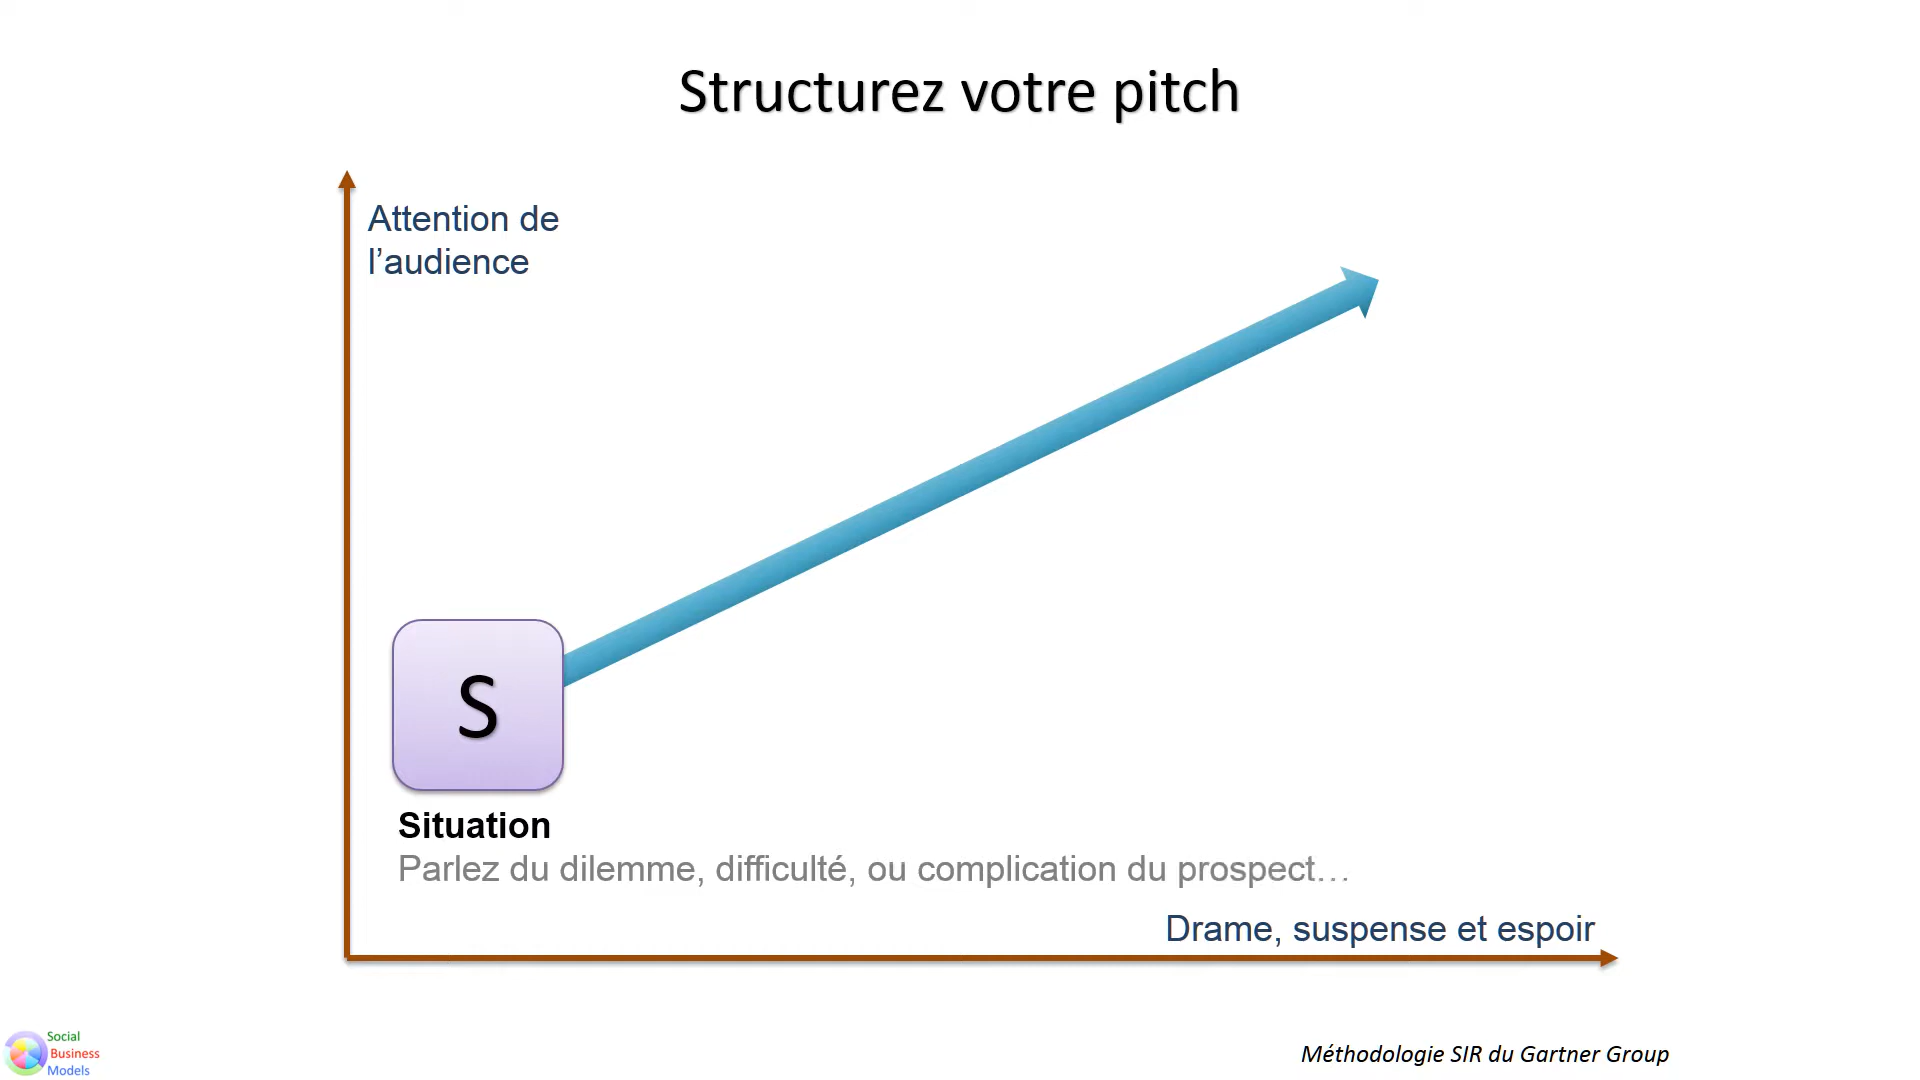 Structurez votre pitch
Attention de
l’audience
S
Situation
Parlez du dilemme, difficulté, ou complication du prospect…
Drame, suspense et espoir
Social
Business
Models
Méthodologie SIR du Gartner Group